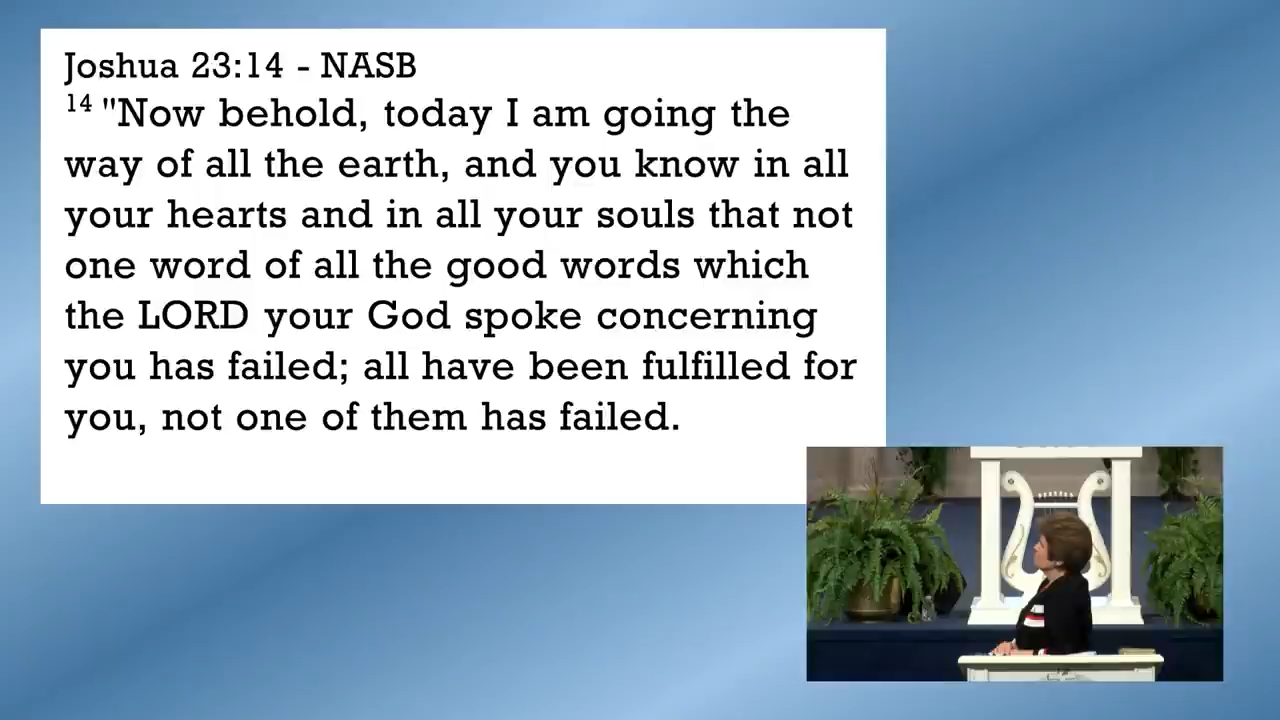 Joshua 23:14 - NASB
14 "Now behold, today I am going the
way of all the earth, and you know in all
your hearts and in all your souls that not
one word of all the good words which
the LORD your God spoke concerning
you has failed; all have been fulfilled for
you, not one of them has failed.